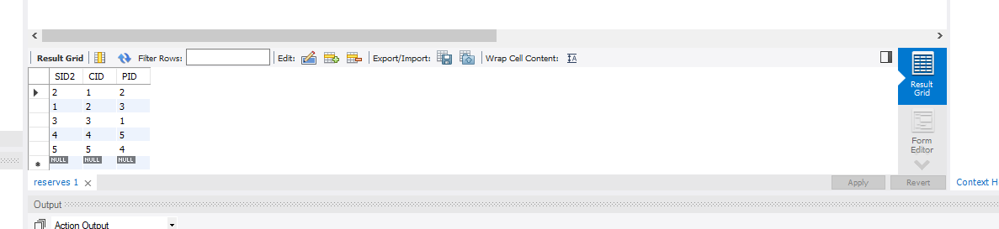 Result Grid Filter Rows: Edit: Export/Import: Wrap Cell Content:
SID2 CID PID
2 1 2
1 2 3
3 3 1
4 4 5
5 5 4
NULL NULL NULL
Result
Grid
Form
Editor
reserves 1 Apply Revert Context H
Output
Action Output